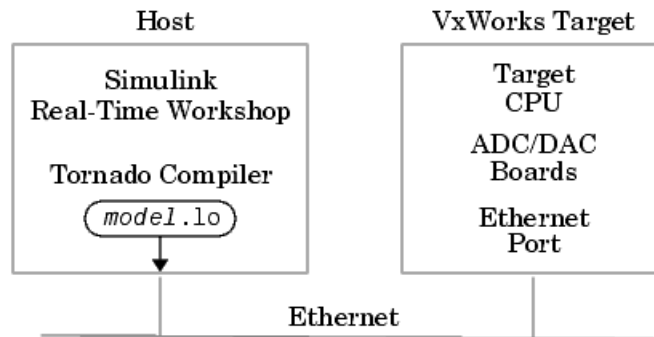 Host
Simulink
Real-Time Workshop
Tornado Compiler
model.lo
VxWorks Target
Target
CPU
ADC/DAC
Boards
Ethernet
Port
Ethernet